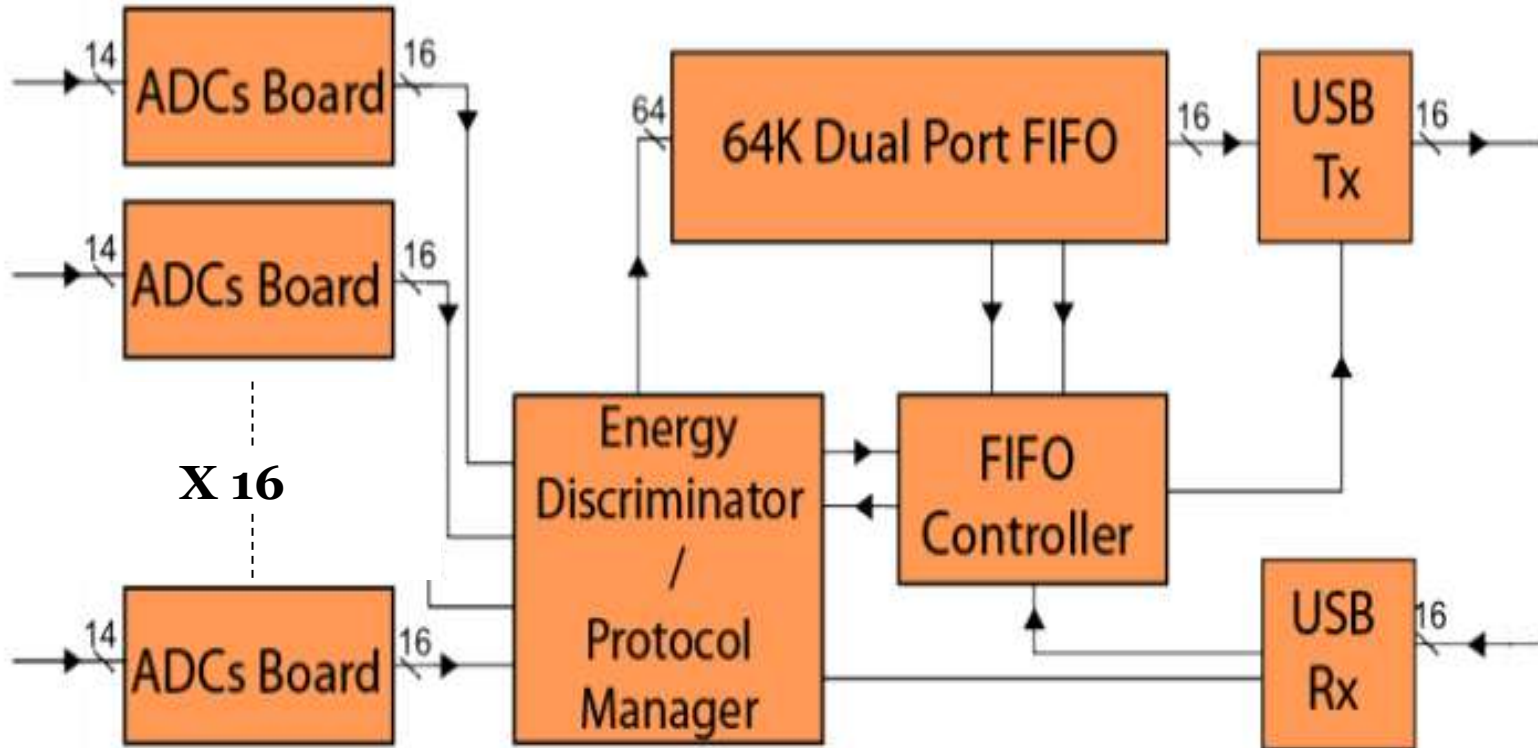 14
ADCs Board
16
14
ADCs Board
16
X 16
14
ADCs Board
16
Energy
Discriminator
/
Protocol
Manager
64
64K Dual Port FIFO
16
USB
Tx
16
FIFO
Controller
USB
Rx
16